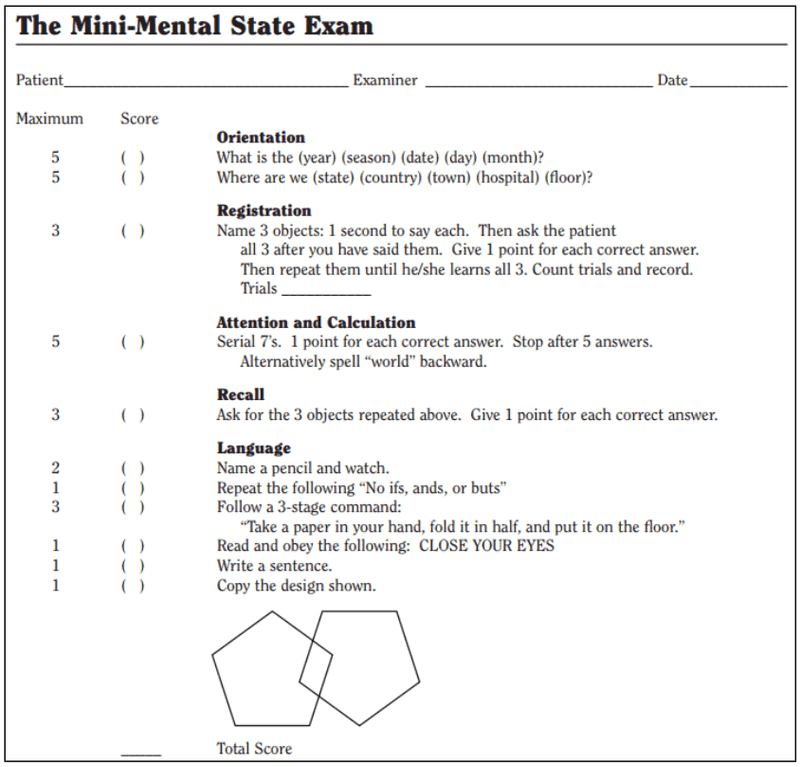 The Mini-Mental State Exam
Patient__________________________________ Examiner ___________________________ Date____________
Maximum Score
Orientation
5 ( ) What is the (year) (season) (date) (day) (month)?
5 ( ) Where are we (state) (country) (town) (hospital) (floor)?
Registration
3 ( ) Name 3 objects: 1 second to say each. Then ask the patient
all 3 after you have said them. Give 1 point for each correct answer.
Then repeat them until he/she learns all 3. Count trials and record.
Trials ___________
Attention and Calculation
5 ( ) Serial 7's. 1 point for each correct answer. Stop after 5 answers.
Alternatively spell “world” backward.
Recall
3 ( ) Ask for the 3 objects repeated above. Give 1 point for each correct answer.
Language
2 ( ) Name a pencil and watch.
1 ( ) Repeat the following “No ifs, ands, or buts”
3 ( ) Follow a 3-stage command:
“Take a paper in your hand, fold it in half, and put it on the floor.”
1 ( ) Read and obey the following: CLOSE YOUR EYES
1 ( ) Write a sentence.
1 ( ) Copy the design shown.
_____ Total Score